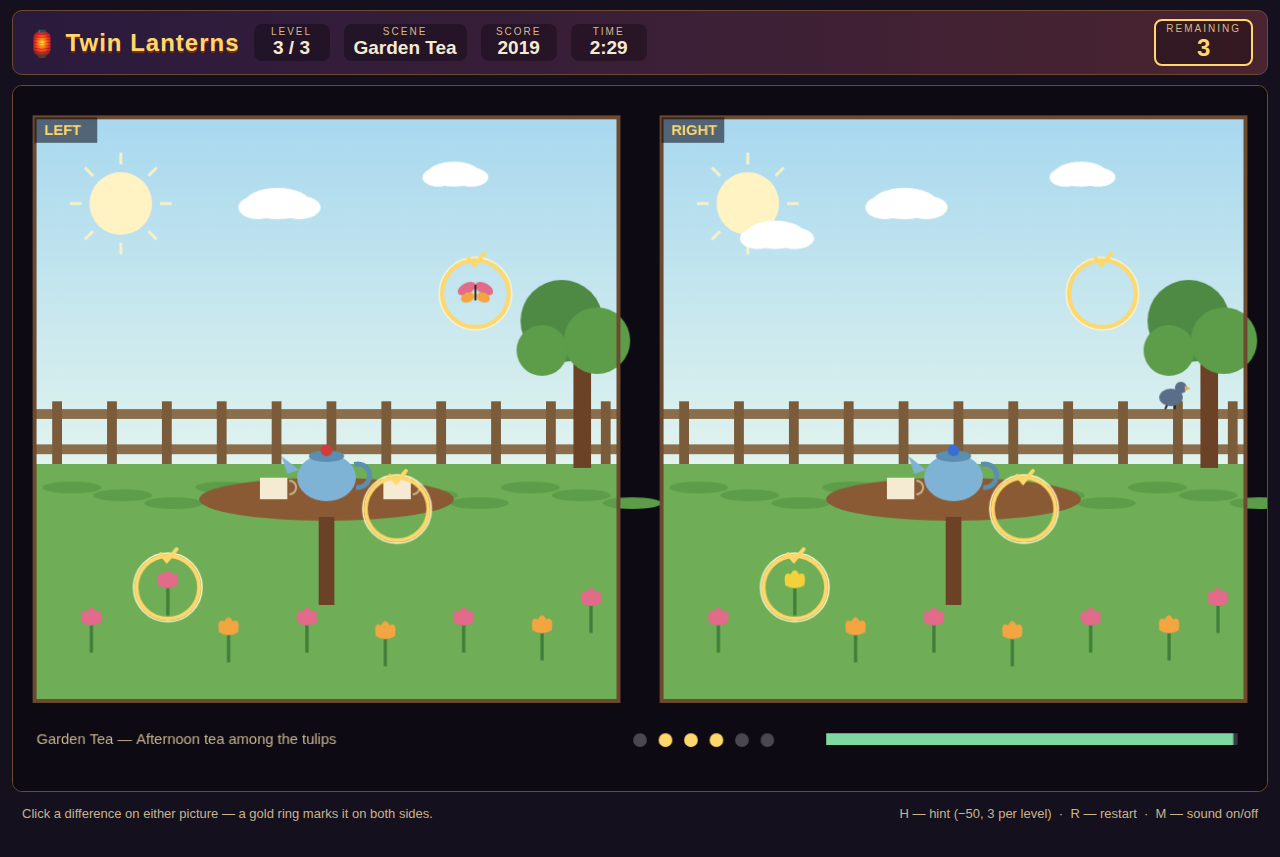 Twin Lanterns
LEVEL
3 / 3
SCENE
Garden Tea
SCORE
2019
TIME
2:29
REMAINING
3
LEFT
RIGHT
Garden Tea — Afternoon tea among the tulips
Click a difference on either picture — a gold ring marks it on both sides.
H — hint (−50, 3 per level) · R — restart · M — sound on/off